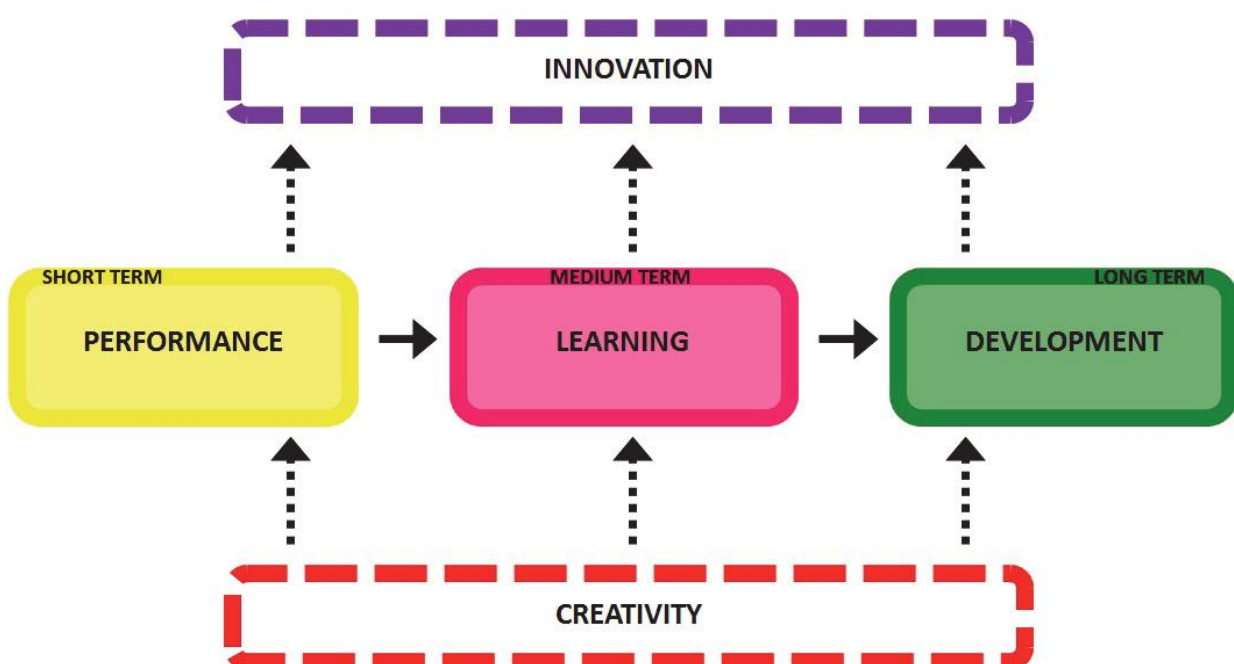 INNOVATION
SHORT TERM
MEDIUM TERM
LONG TERM
PERFORMANCE
LEARNING
DEVELOPMENT
CREATIVITY